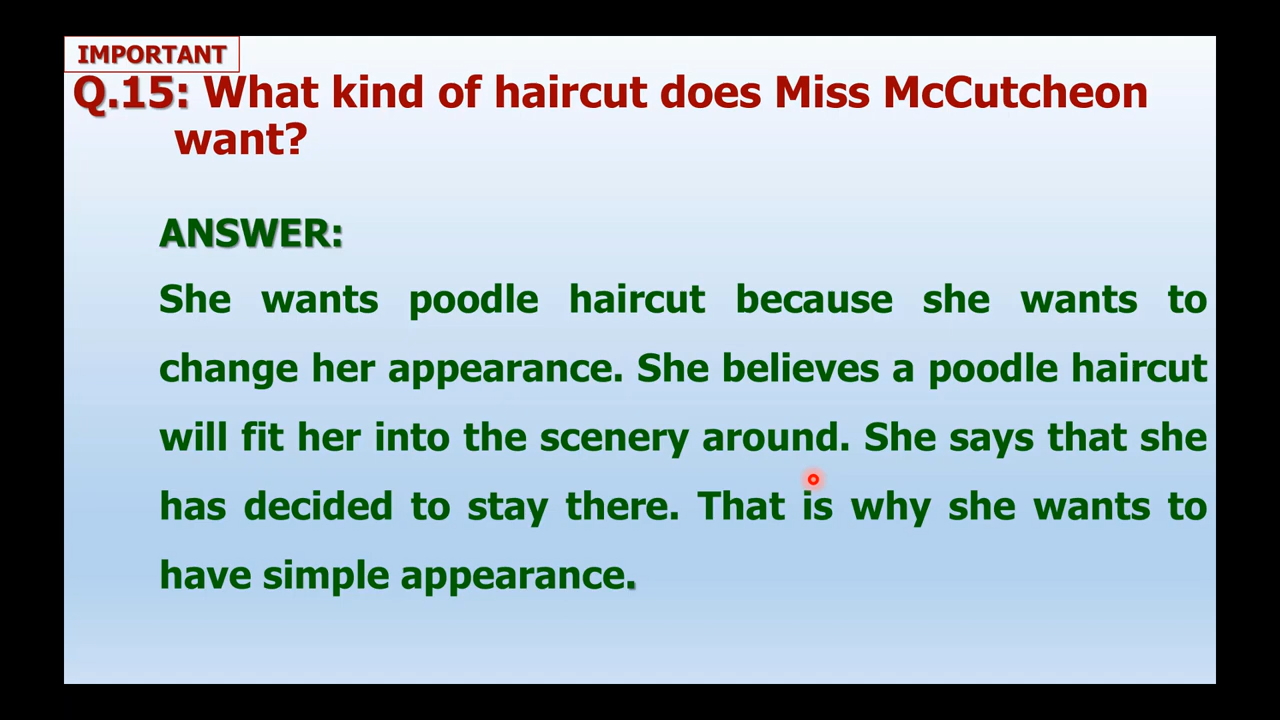 IMPORTANT
Q.15: What kind of haircut does Miss McCutcheon
want?
ANSWER:
She wants poodle haircut because she wants to
change her appearance. She believes a poodle haircut
will fit her into the scenery around. She says that she
has decided to stay there. That is why she wants to
have simple appearance.